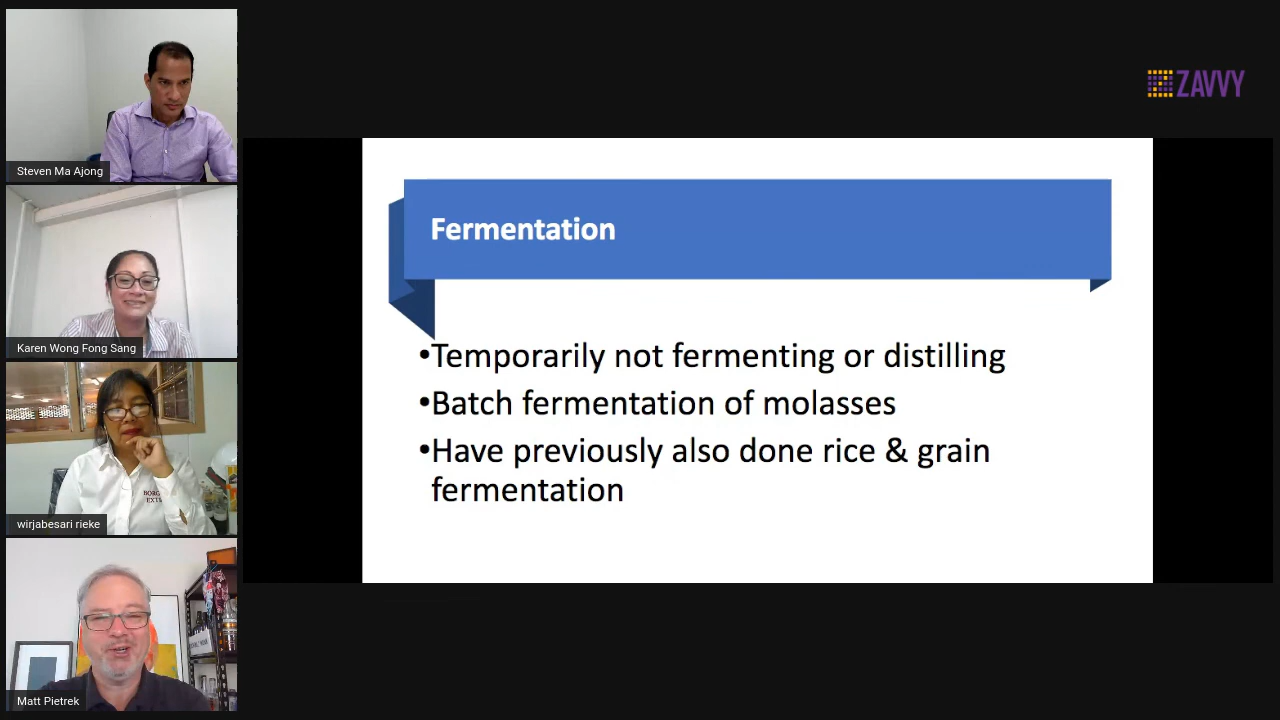 Steven Ma Ajong
Karen Wong Fong Sang
wirjabesari rieke
Matt Pietrek
ZAVVY
Fermentation
•Temporarily not fermenting or distilling
•Batch fermentation of molasses
•Have previously also done rice & grain
fermentation